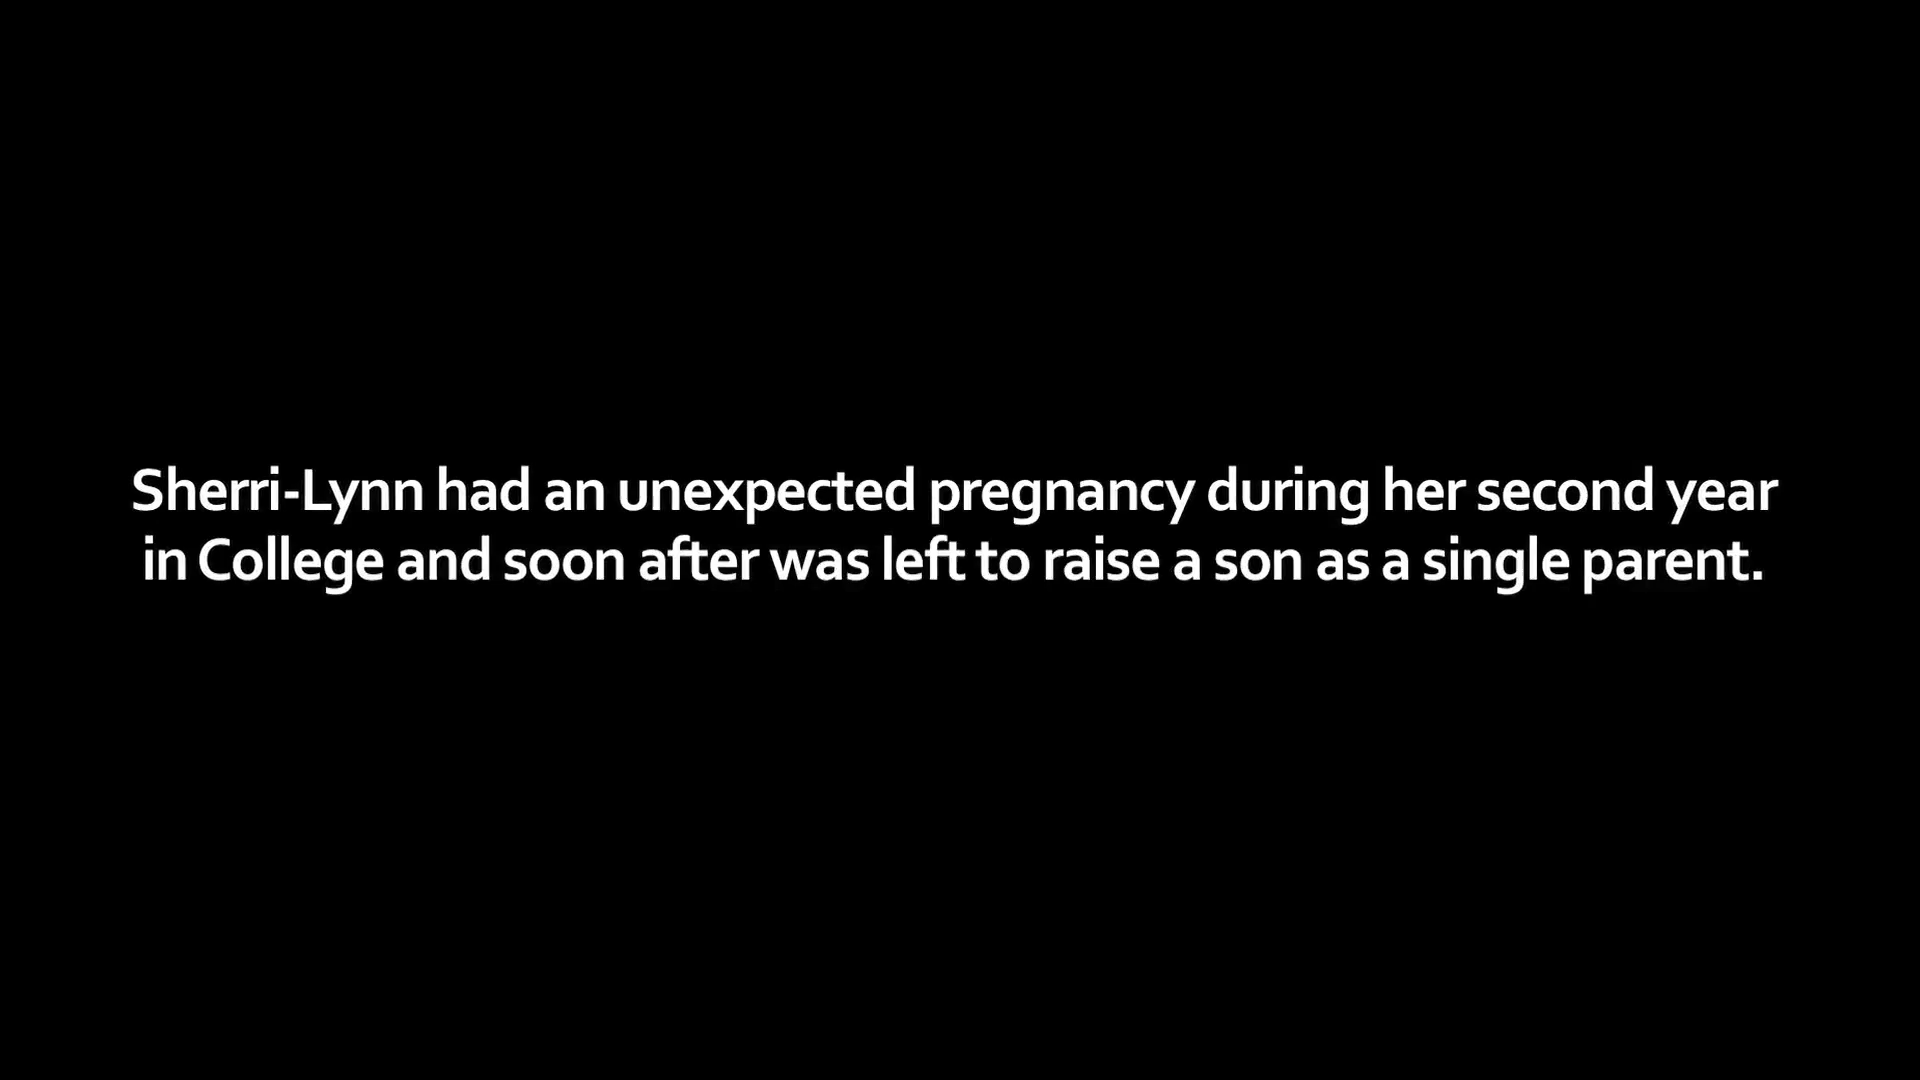 Sherri-Lynn had an unexpected pregnancy during her second year
in College and soon after was left to raise a son as a single parent.